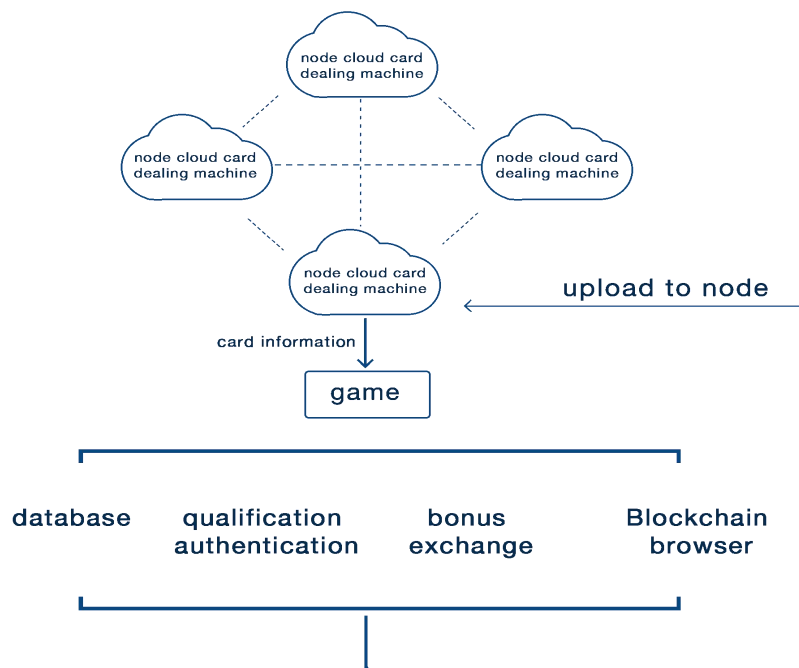 node cloud card
dealing machine
node cloud card
dealing machine
node cloud card
dealing machine
node cloud card
dealing machine
upload to node
card information
game
database
qualification
authentication
bonus
exchange
Blockchain
browser